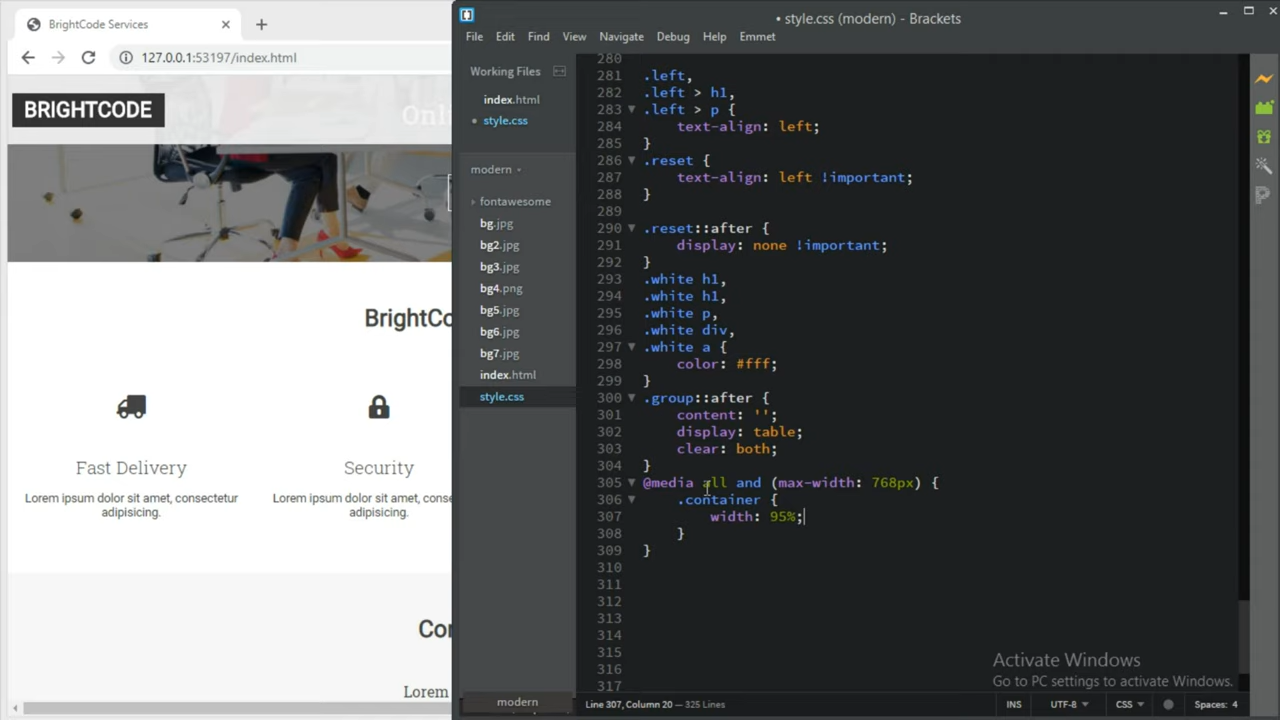 BrightCode Services
127.0.0.1:53197/index.html
BRIGHTCODE
Onl
BrightCo
Fast Delivery
Security
Lorem ipsum dolor sit amet, consectetur
adipisicing.
Lorem ipsum dolor sit amet, conse
adipisicing.
Cor
Lorem
• style.css (modern) - Brackets
File Edit Find View Navigate Debug Help Emmet
Working Files
index.html
style.css
modern
fontawesome
bg.jpg
bg2.jpg
bg3.jpg
bg4.png
bg5.jpg
bg6.jpg
bg7.jpg
index.html
style.css
modern
280
281 .left,
282 .left > h1,
283 .left > p {
284 text-align: left;
285 }
286 .reset {
287 text-align: left !important;
288 }
289
290 .reset::after {
291 display: none !important;
292 }
293 .white h1,
294 .white h1,
295 .white p,
296 .white div,
297 .white a {
298 color: #fff;
299 }
300 .group::after {
301 content: '';
302 display: table;
303 clear: both;
304 }
305 @media all and (max-width: 768px) {
306 .container {
307 width: 95%;
308 }
309 }
310
311
312
313
314
315
316
317
Activate Windows
Go to PC settings to activate Windows.
Line 307, Column 20 — 325 Lines
INS UTF-8 CSS Spaces: 4